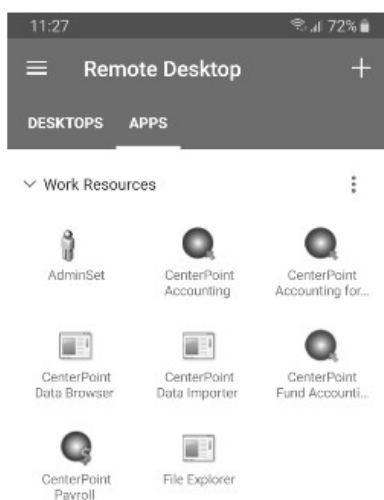 11:27 72%
Remote Desktop
DESKTOPS APPS
Work Resources
AdminSet
CenterPoint
Accounting
CenterPoint
Accounting for...
CenterPoint
Data Browser
CenterPoint
Data Importer
CenterPoint
Fund Accounti...
CenterPoint
Payroll
File Explorer